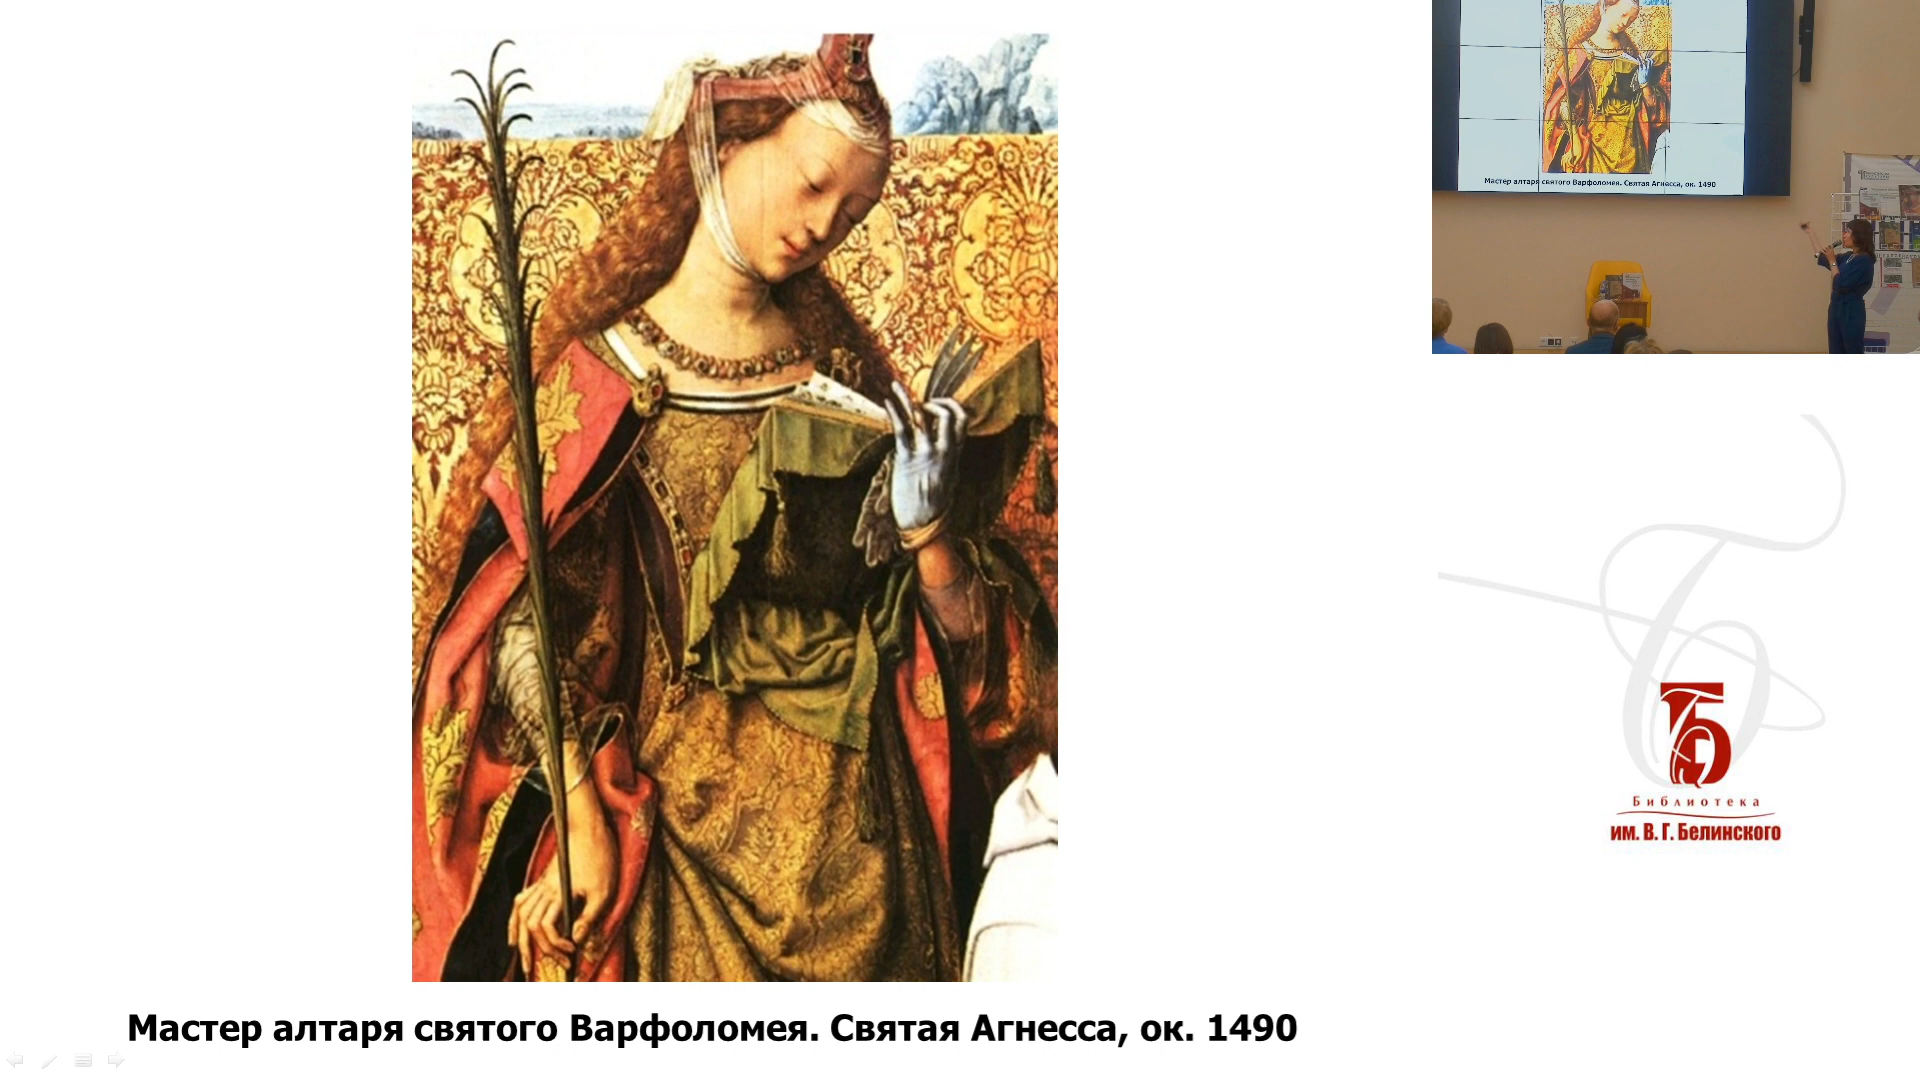 Мастер алтаря святого Варфоломея. Святая Агнесса, ок. 1490
Мастер алтаря святого Варфоломея. Святая Агнесса, ок. 1490
Б
Библиотека
им. В. Г. Белинского